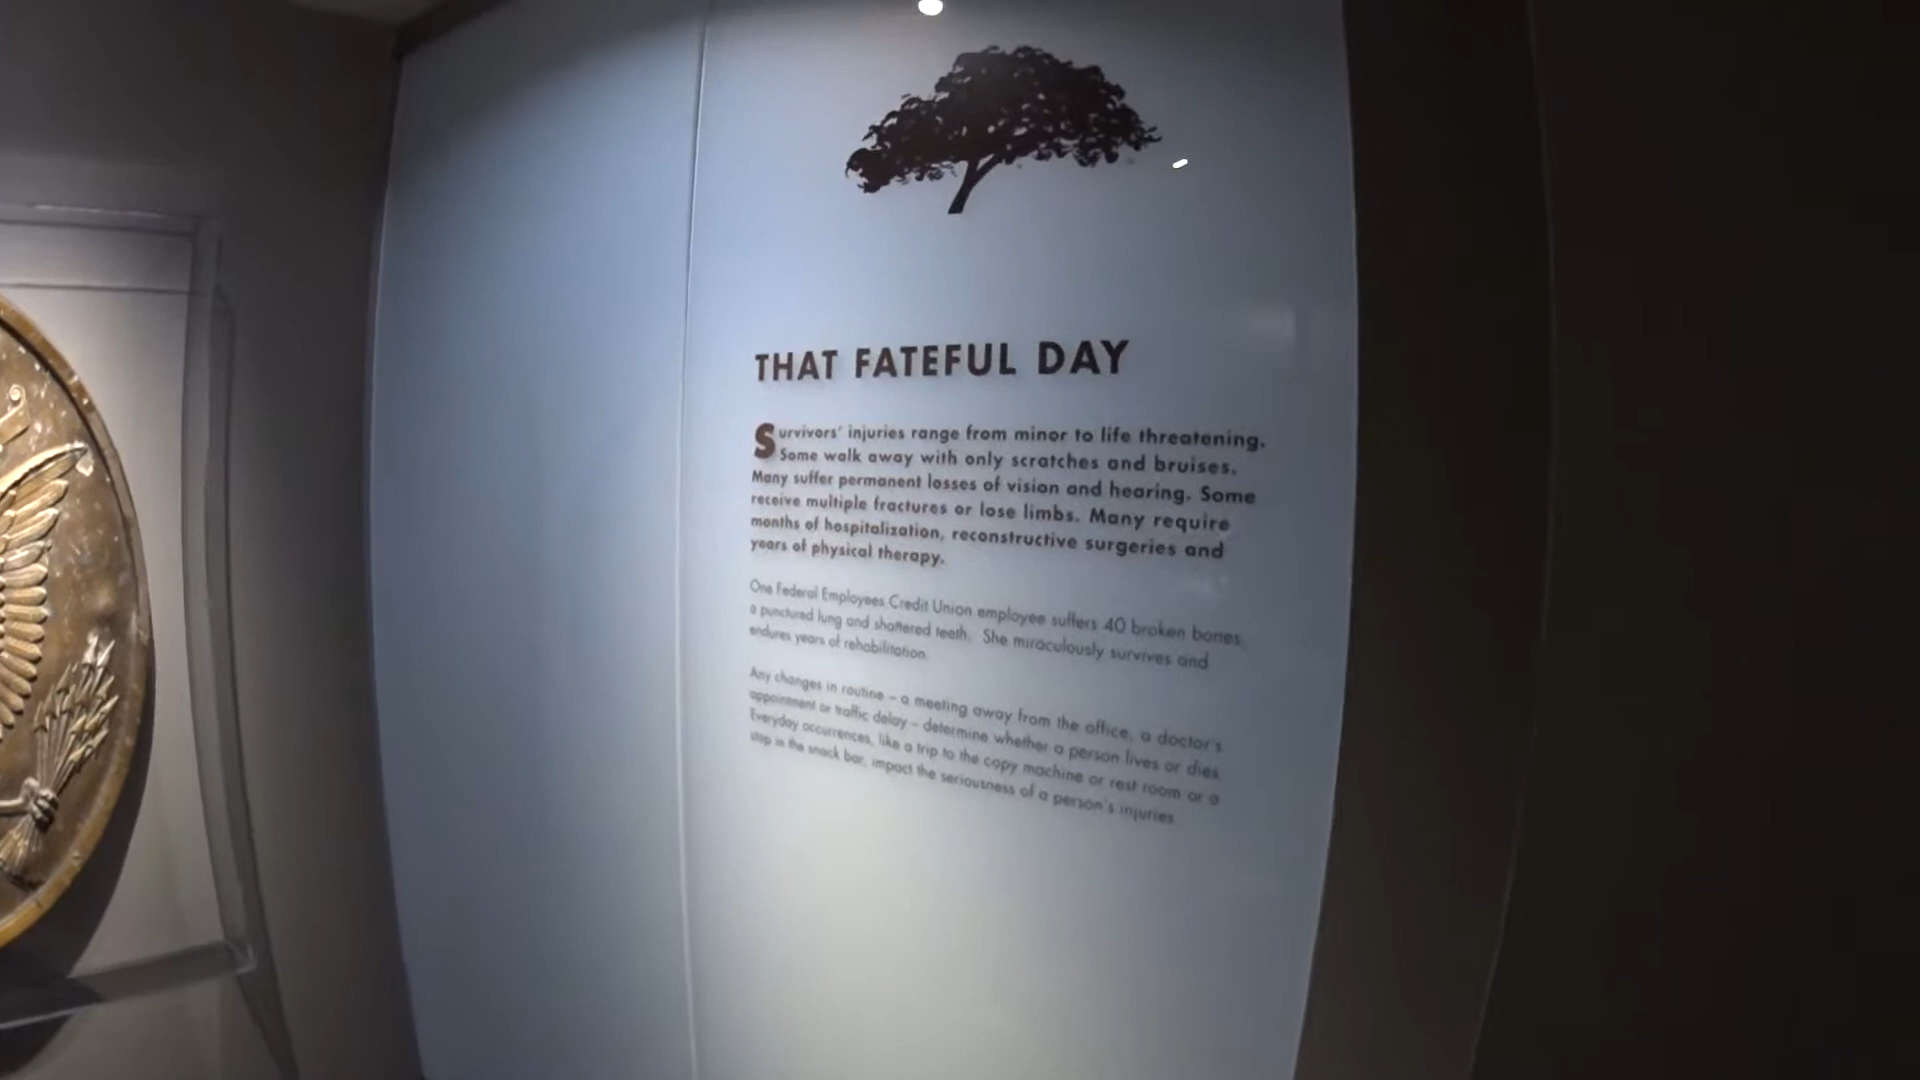 THAT FATEFUL DAY
Survivors' injuries range from minor to life threatening.
Some walk away with only scratches and bruises.
Many suffer permanent losses of vision and hearing. Some
receive multiple fractures or lose limbs. Many require
months of hospitalization, reconstructive surgeries and
years of physical therapy.
One Federal Employees Credit Union employee suffers 40 broken bones,
a punctured lung and shattered teeth. She miraculously survives and
endures years of rehabilitation.
Any changes in routine – a meeting away from the office, a doctor's
appointment or traffic delay – determine whether a person lives or dies.
Everyday occurrences, like a trip to the copy machine or rest room or a
stop in the snack bar, impact the seriousness of a person's injuries.